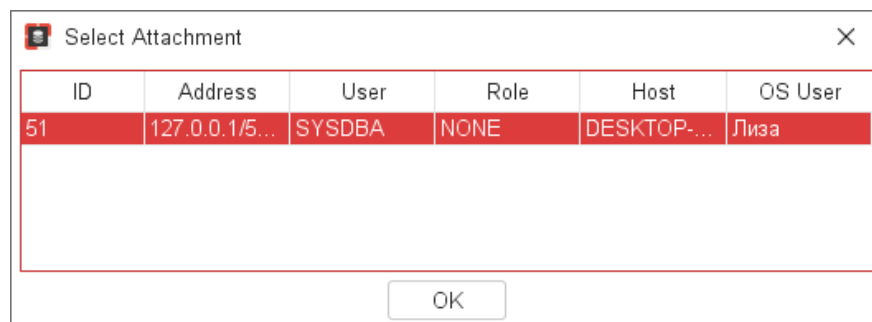 Select Attachment
ID Address User Role Host OS User
51 127.0.0.1/5... SYSDBA NONE DESKTOP-... Лиза
OK